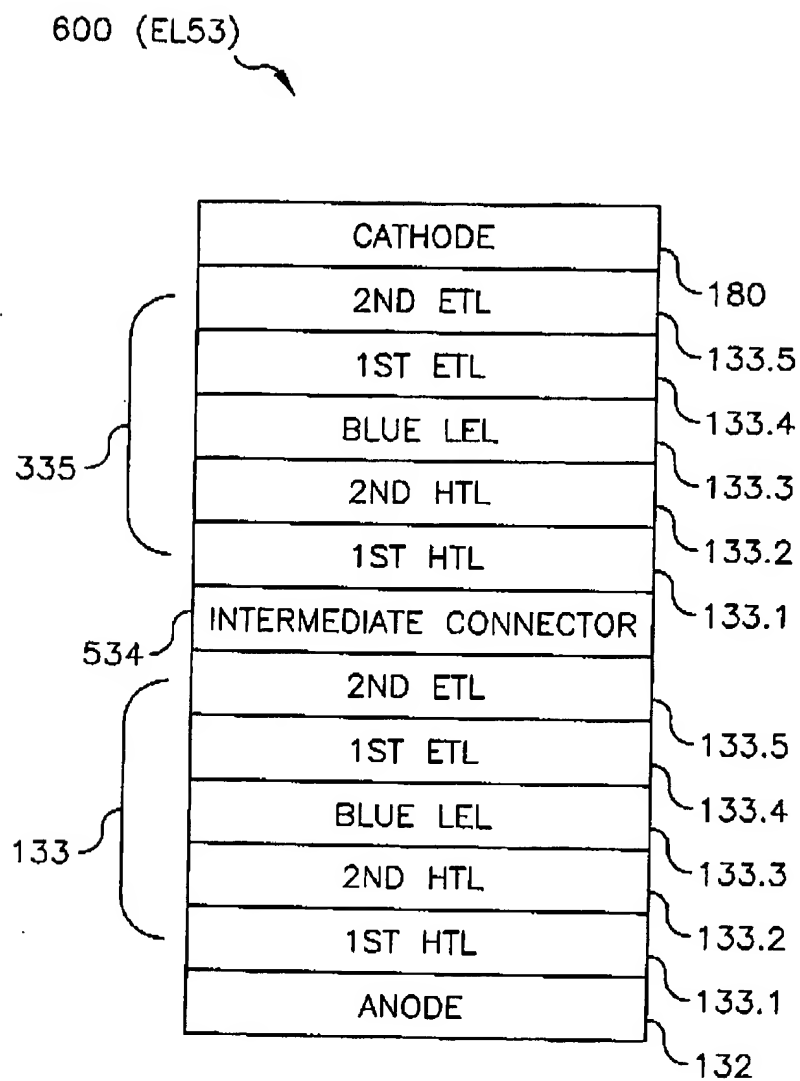 600 (EL53)
CATHODE
180
2ND ETL
133.5
1ST ETL
133.4
BLUE LEL
133.3
335
2ND HTL
133.2
1ST HTL
133.1
INTERMEDIATE CONNECTOR
534
2ND ETL
133.5
1ST ETL
133.4
BLUE LEL
133.3
133
2ND HTL
133.2
1ST HTL
133.1
ANODE
132